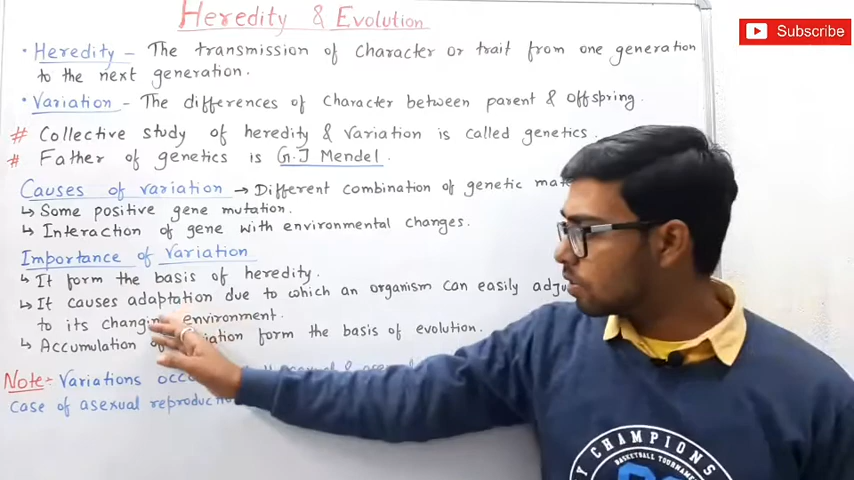 Heredity & Evolution
Subscribe
• Heredity - The transmission of character or trait from one generation
to the next generation.
• Variation - The differences of character between parent & offspring.
# Collective study of heredity & variation is called genetics.
# Father of genetics is G.J Mendel.
Causes of variation → Different combination of genetic
↳ Some positive gene mutation.
↳ Interaction of gene with environmental changes.
Importance of Variation
↳ It form the basis of heredity.
↳ It causes adaptation due to which an organism can easily
to its changing environment.
↳ Accumulation of variation form the basis of evolution.
Note:- Variations & asexual
case of asexual
CHAMPIONS
BASKETBALL TOURNAMENT